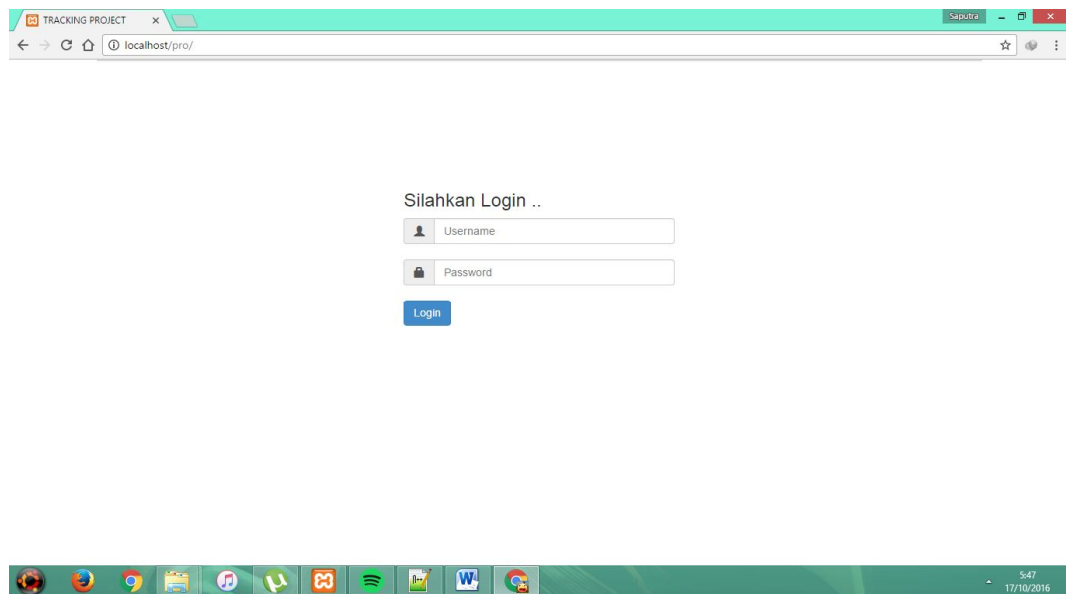 TRACKING PROJECT
Saputra
localhost/pro/
Silahkan Login ..
Username
Password
Login
5:47
17/10/2016